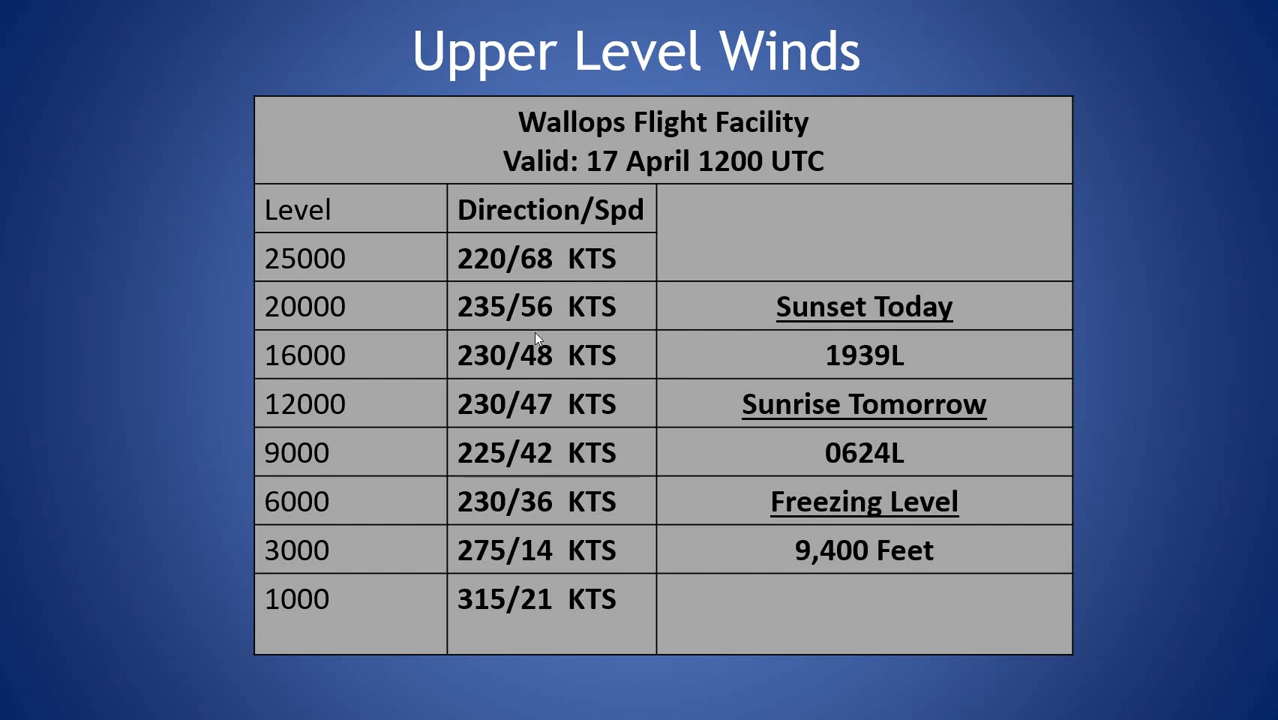 Upper Level Winds
Wallops Flight Facility
Valid: 17 April 1200 UTC
Level Direction/Spd
25000 220/68 KTS
20000 235/56 KTS Sunset Today
16000 230/48 KTS 1939L
12000 230/47 KTS Sunrise Tomorrow
9000 225/42 KTS 0624L
6000 230/36 KTS Freezing Level
3000 275/14 KTS 9,400 Feet
1000 315/21 KTS